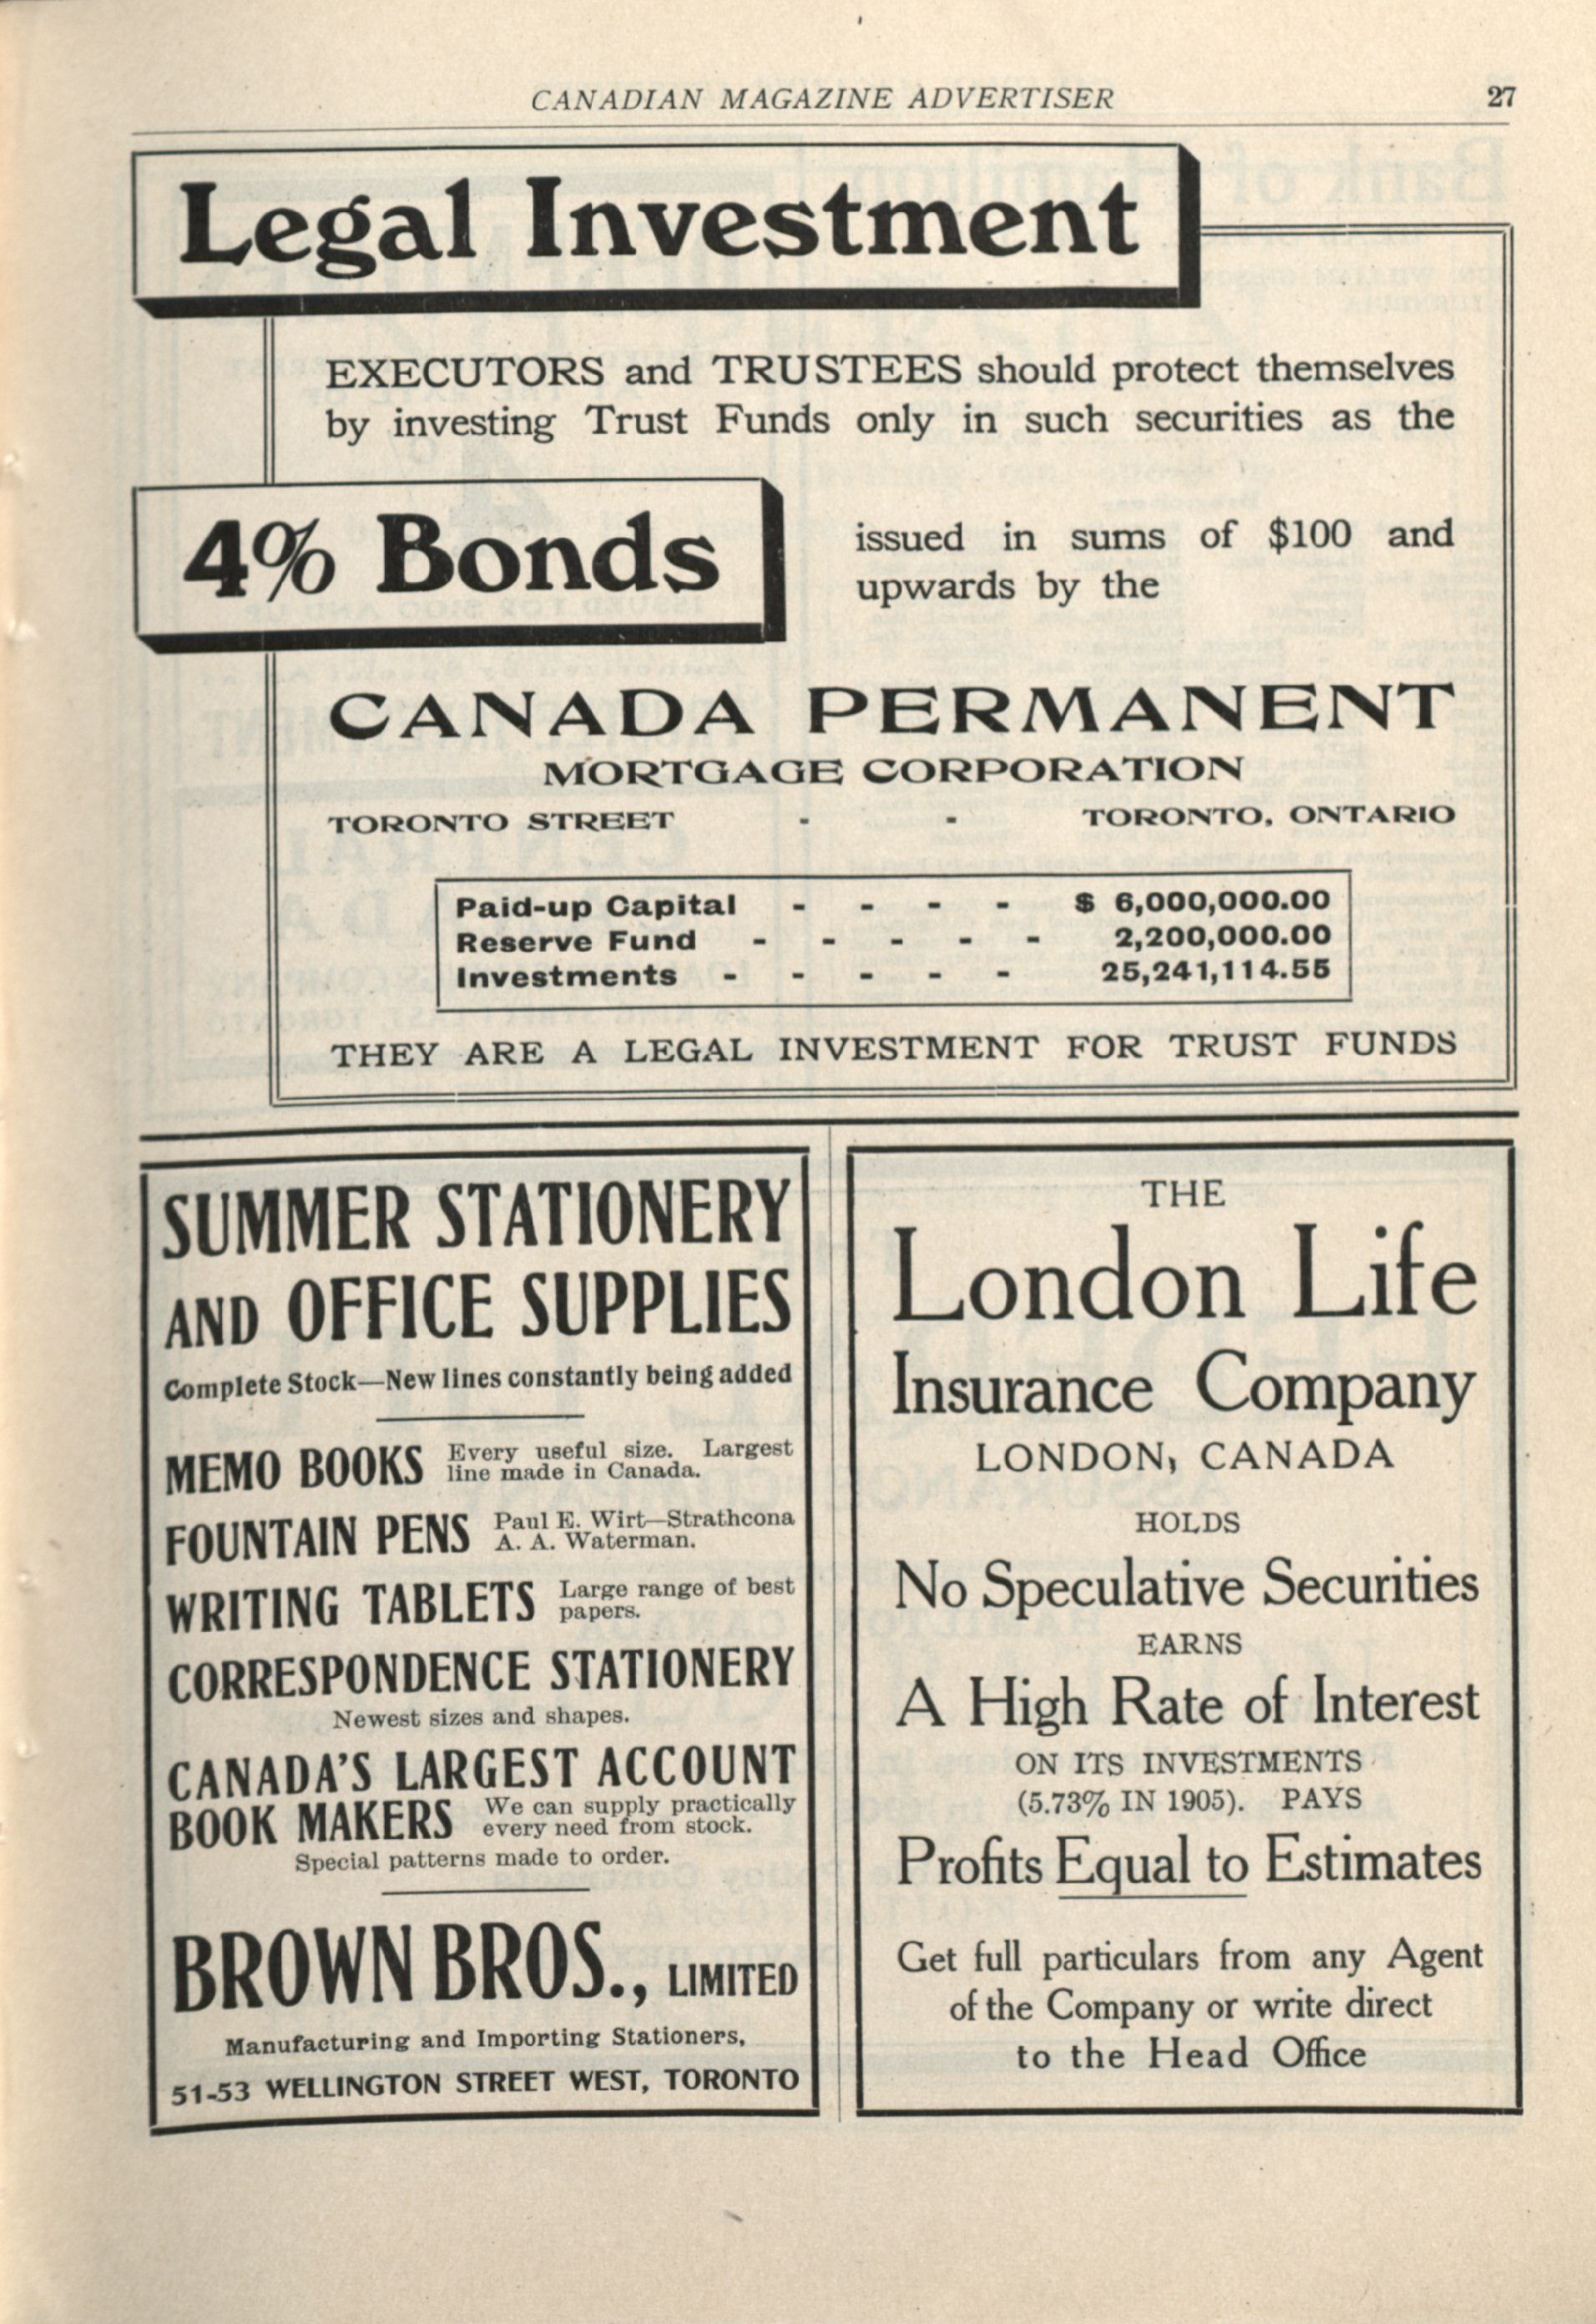 CANADIAN MAGAZINE ADVERTISER 27
Legal Investment
EXECUTORS and TRUSTEES should protect themselves
by investing Trust Funds only in such securities as the
4% Bonds
issued in sums of $100 and
upwards by the
CANADA PERMANENT
MORTGAGE CORPORATION
TORONTO STREET - - TORONTO, ONTARIO
Paid-up Capital - - - - $ 6,000,000.00
Reserve Fund - - - - - 2,200,000.00
Investments - - - - - 25,241,114.55
THEY ARE A LEGAL INVESTMENT FOR TRUST FUNDS
SUMMER STATIONERY
AND OFFICE SUPPLIES
Complete Stock—New lines constantly being added
MEMO BOOKS Every useful size. Largest
line made in Canada.
FOUNTAIN PENS Paul E. Wirt—Strathcona
A. A. Waterman.
WRITING TABLETS Large range of best
papers.
CORRESPONDENCE STATIONERY
Newest sizes and shapes.
CANADA'S LARGEST ACCOUNT
BOOK MAKERS We can supply practically
every need from stock.
Special patterns made to order.
BROWN BROS., LIMITED
Manufacturing and Importing Stationers,
51-53 WELLINGTON STREET WEST, TORONTO
THE
London Life
Insurance Company
LONDON, CANADA
HOLDS
No Speculative Securities
EARNS
A High Rate of Interest
ON ITS INVESTMENTS
(5.73% IN 1905). PAYS
Profits Equal to Estimates
Get full particulars from any Agent
of the Company or write direct
to the Head Office